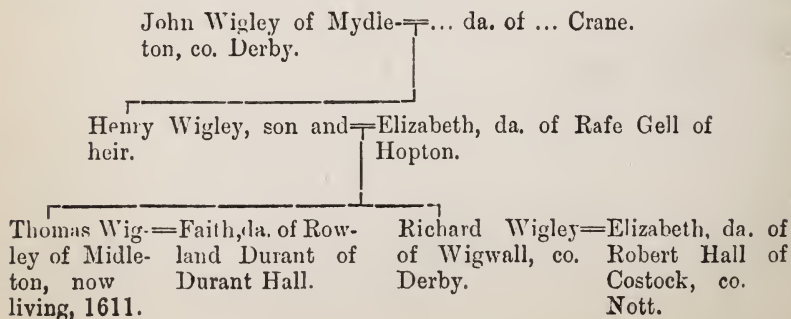 John Wigley of Mydle-=... da. of ... Crane.
ton, co. Derby.
Henry Wigley, son and=Elizabeth, da. of Rafe Gell of
heir.
Hopton.
Thomas Wig-=Faith, da. of Row-
ley of Midle-
land Durant of
ton, now
Durant Hall.
living, 1611.
Richard Wigley=Elizabeth, da. of
of Wigwall, co.
Robert Hall of
Derby.
Costock, co.
Nott.